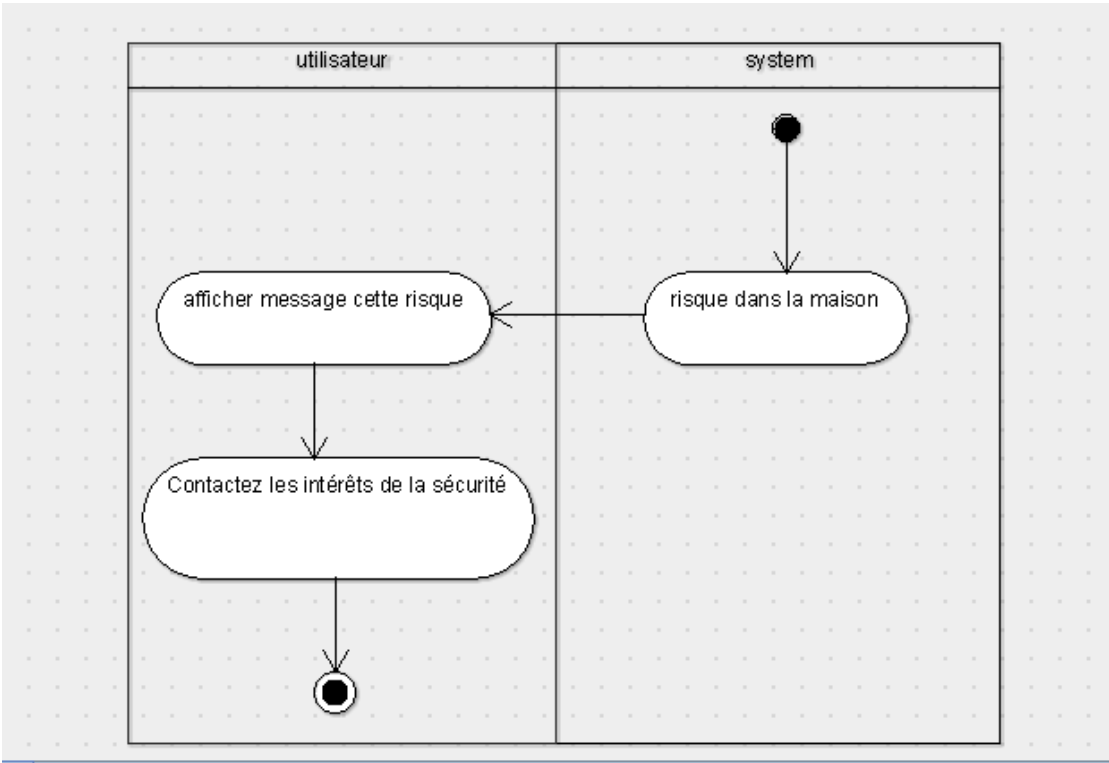 utilisateur
system
afficher message cette risque
risque dans la maison
Contactez les intérêts de la sécurité